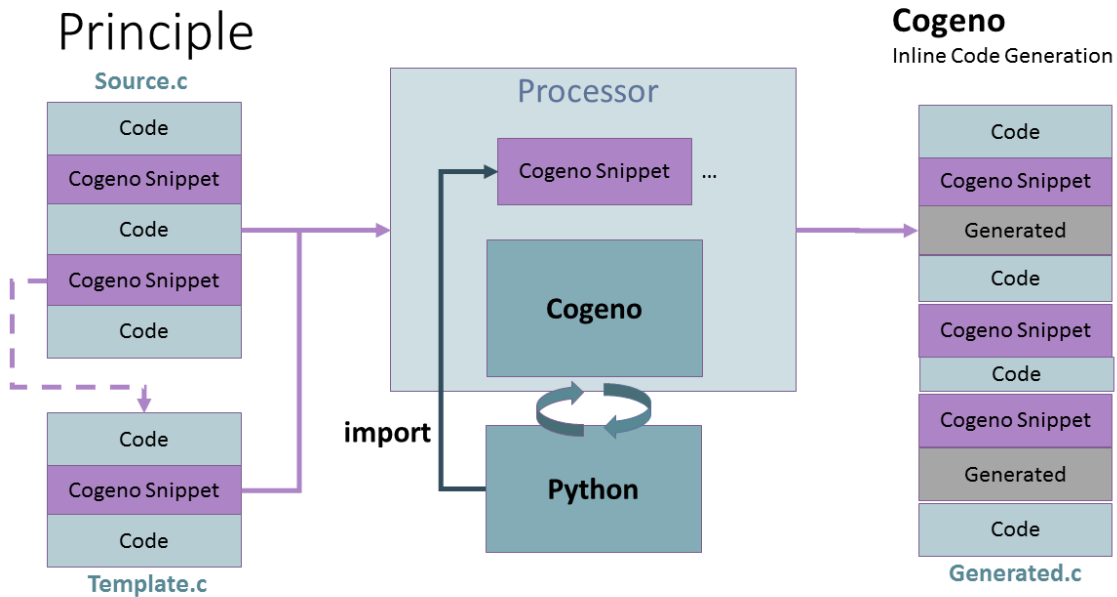 Principle
Source.c
Code
Cogeno Snippet
Code
Cogeno Snippet
Code
Code
Cogeno Snippet
Code
Template.c
Processor
Cogeno Snippet
...
Cogeno
import
Python
Cogeno
Inline Code Generation
Code
Cogeno Snippet
Generated
Code
Cogeno Snippet
Code
Cogeno Snippet
Generated
Code
Generated.c